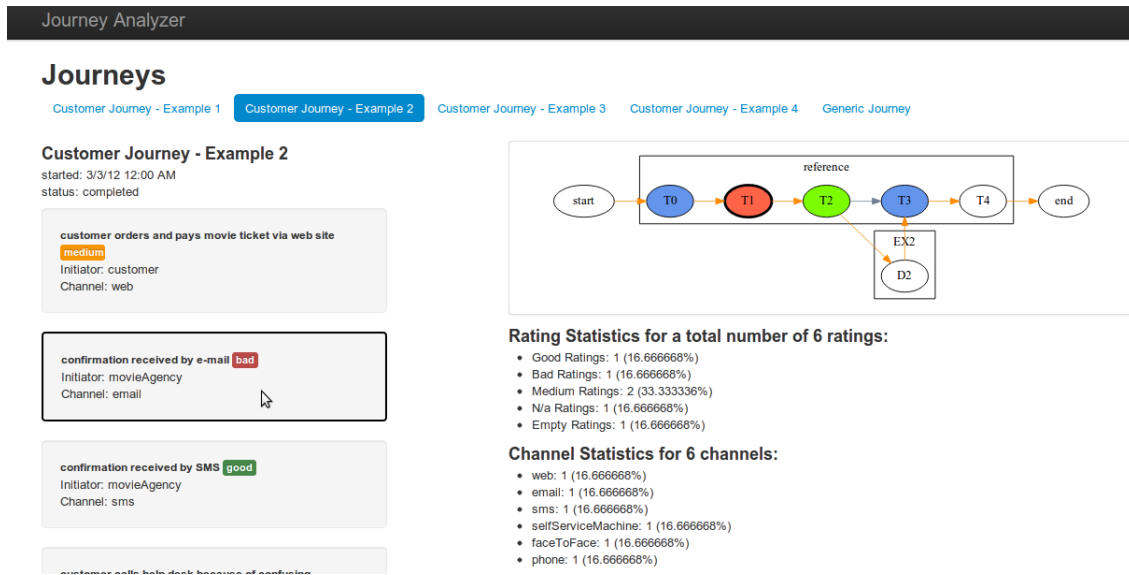 Journey Analyzer
Journeys
Customer Journey - Example 1 Customer Journey - Example 2 Customer Journey - Example 3 Customer Journey - Example 4 Generic Journey
Customer Journey - Example 2
started: 3/3/12 12:00 AM
status: completed
customer orders and pays movie ticket via web site
medium
Initiator: customer
Channel: web
confirmation received by e-mail bad
Initiator: movieAgency
Channel: email
confirmation received by SMS good
Initiator: movieAgency
Channel: sms
customer calls help desk because of confusing
reference
start T0 T1 T2 T3 T4 end
EX2
D2
Rating Statistics for a total number of 6 ratings:
• Good Ratings: 1 (16.666668%)
• Bad Ratings: 1 (16.666668%)
• Medium Ratings: 2 (33.333336%)
• N/a Ratings: 1 (16.666668%)
• Empty Ratings: 1 (16.666668%)
Channel Statistics for 6 channels:
• web: 1 (16.666668%)
• email: 1 (16.666668%)
• sms: 1 (16.666668%)
• selfServiceMachine: 1 (16.666668%)
• faceToFace: 1 (16.666668%)
• phone: 1 (16.666668%)